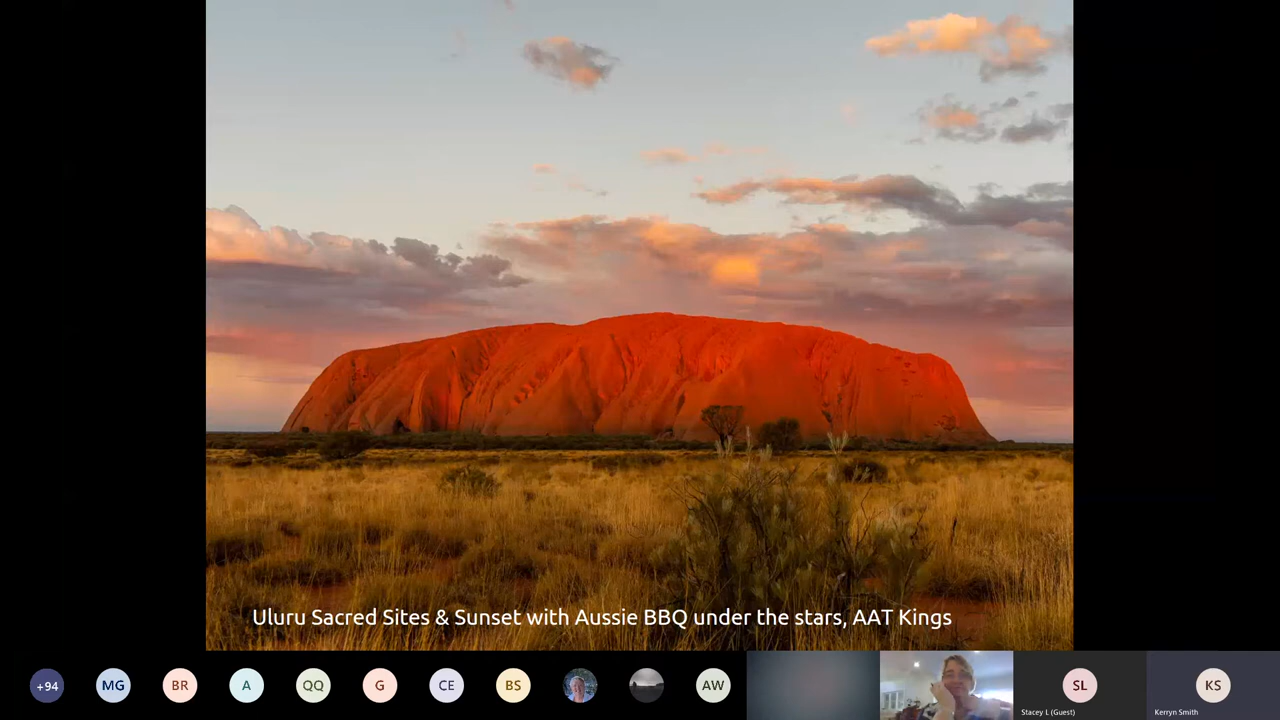 Uluru Sacred Sites & Sunset with Aussie BBQ under the stars, AAT Kings
+94
MG
BR
A
QQ
G
CE
BS
AW
SL
Stacey L (Guest)
KS
Kerryn Smith